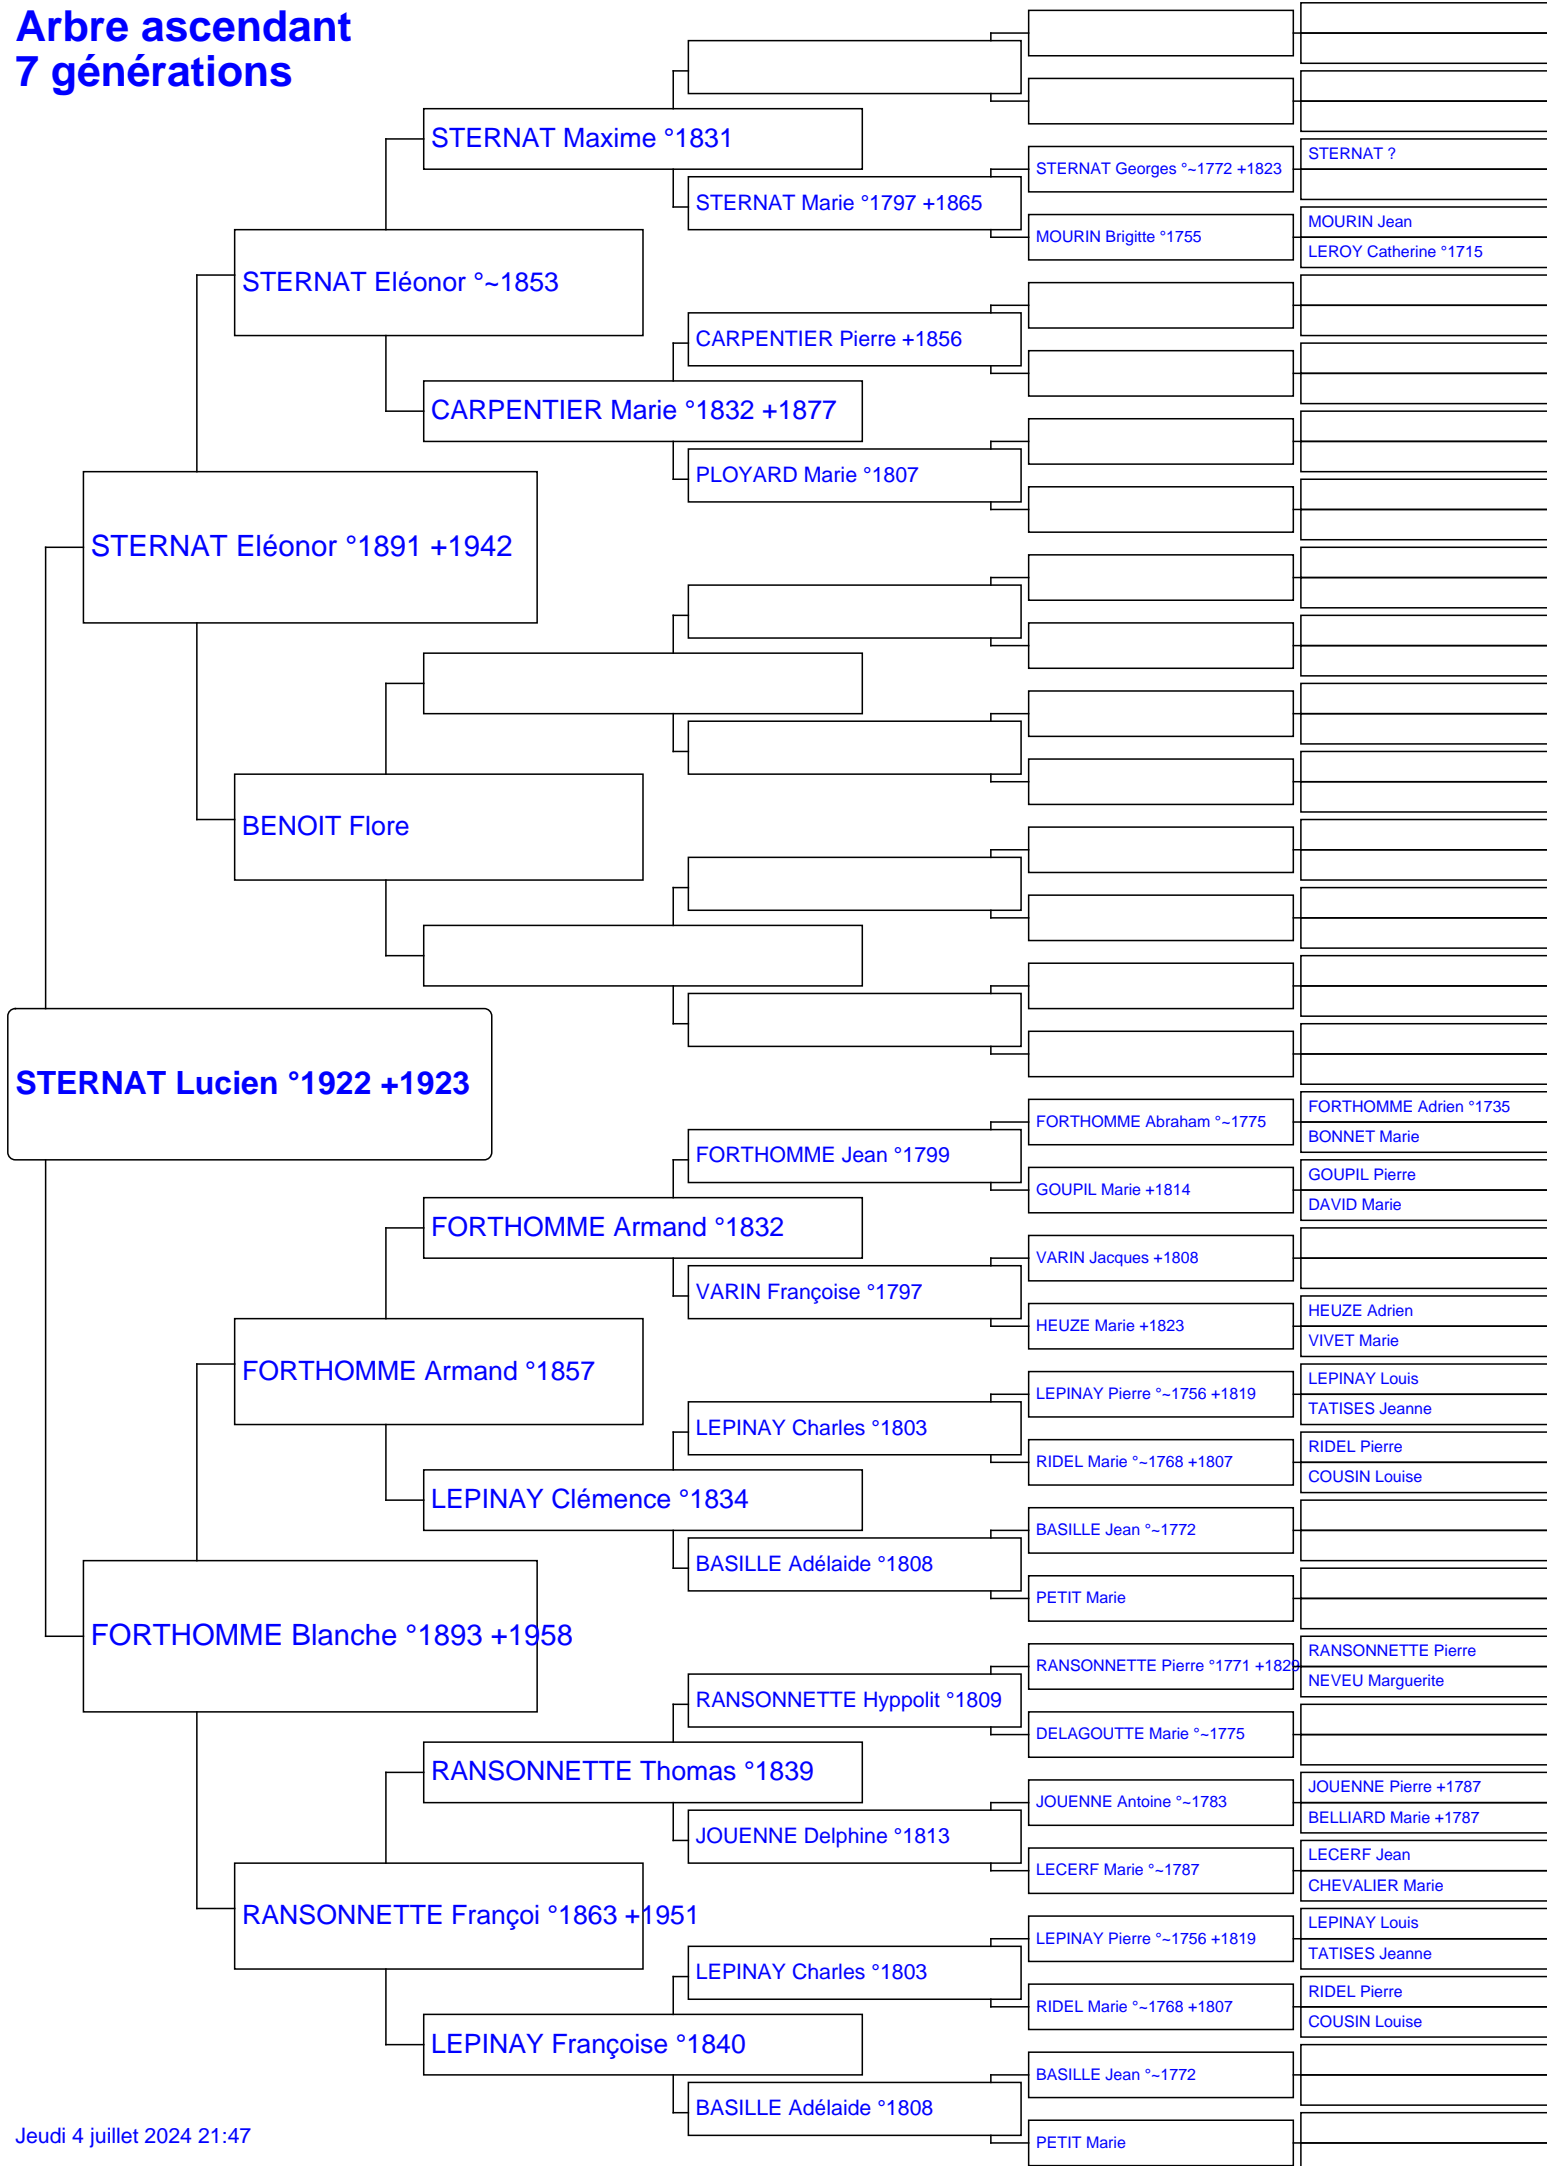 Arbre ascendant
7 générations
STERNAT Maxime °1831
STERNAT Georges °~1772 +1823
STERNAT ?
STERNAT Marie °1797 +1865
MOURIN Brigitte °1755
MOURIN Jean
LEROY Catherine °1715
STERNAT Eléonor °~1853
CARPENTIER Pierre +1856
CARPENTIER Marie °1832 +1877
PLOYARD Marie °1807
STERNAT Eléonor °1891 +1942
BENOIT Flore
STERNAT Lucien °1922 +1923
FORTHOMME Abraham °~1775
FORTHOMME Adrien °1735
BONNET Marie
FORTHOMME Jean °1799
GOUPIL Marie +1814
GOUPIL Pierre
DAVID Marie
FORTHOMME Armand °1832
VARIN Jacques +1808
VARIN Françoise °1797
HEUZE Marie +1823
HEUZE Adrien
VIVET Marie
FORTHOMME Armand °1857
LEPINAY Pierre °~1756 +1819
LEPINAY Louis
TATISES Jeanne
LEPINAY Charles °1803
RIDEL Marie °~1768 +1807
RIDEL Pierre
COUSIN Louise
LEPINAY Clémence °1834
BASILLE Jean °~1772
BASILLE Adélaide °1808
PETIT Marie
FORTHOMME Blanche °1893 +1958
RANSONNETTE Pierre °1771 +1829
RANSONNETTE Pierre
NEVEU Marguerite
RANSONNETTE Hyppolit °1809
DELAGOUTTE Marie °~1775
RANSONNETTE Thomas °1839
JOUENNE Antoine °~1783
JOUENNE Pierre +1787
BELLIARD Marie +1787
JOUENNE Delphine °1813
LECERF Marie °~1787
LECERF Jean
CHEVALIER Marie
RANSONNETTE Françoi °1863 +1951
LEPINAY Pierre °~1756 +1819
LEPINAY Louis
TATISES Jeanne
LEPINAY Charles °1803
RIDEL Marie °~1768 +1807
RIDEL Pierre
COUSIN Louise
LEPINAY Françoise °1840
BASILLE Jean °~1772
BASILLE Adélaide °1808
PETIT Marie
Jeudi 4 juillet 2024 21:47